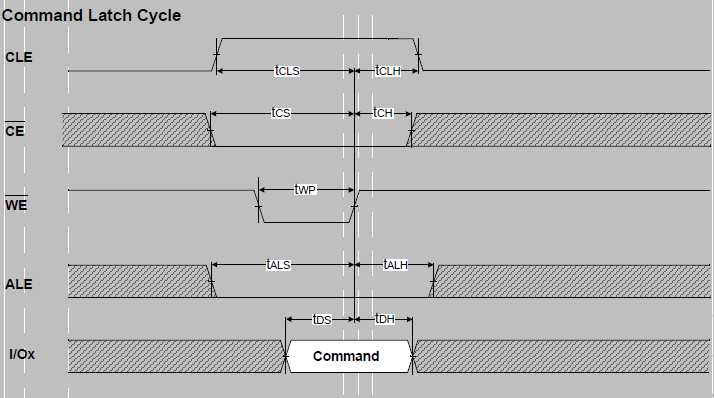 Command Latch Cycle
CLE
tCLS tCLH
CE
tCS tCH
WE
tWP
ALE
tALS tALH
tDS tDH
I/Ox
Command